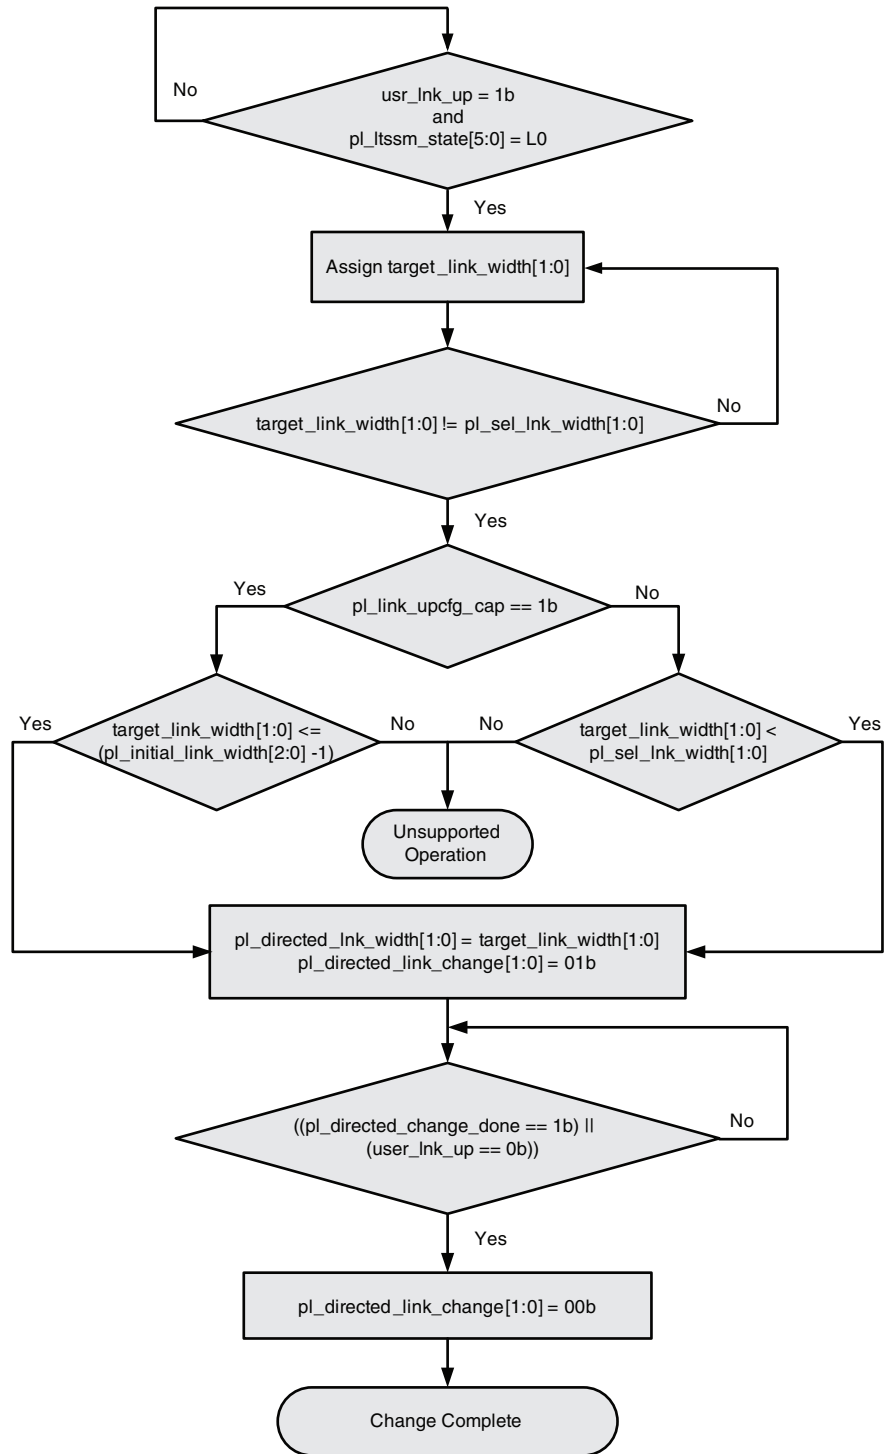 No
usr_lnk_up = 1b
and
pl_ltssm_state[5:0] = L0
Yes
Assign target_link_width[1:0]
No
target_link_width[1:0] != pl_sel_lnk_width[1:0]
Yes
Yes
pl_link_upcfg_cap == 1b
No
Yes
target_link_width[1:0] <=
(pl_initial_link_width[2:0] -1)
No
No
target_link_width[1:0] <
pl_sel_lnk_width[1:0]
Yes
Unsupported
Operation
pl_directed_lnk_width[1:0] = target_link_width[1:0]
pl_directed_link_change[1:0] = 01b
((pl_directed_change_done == 1b) ||
(user_lnk_up == 0b))
No
Yes
pl_directed_link_change[1:0] = 00b
Change Complete